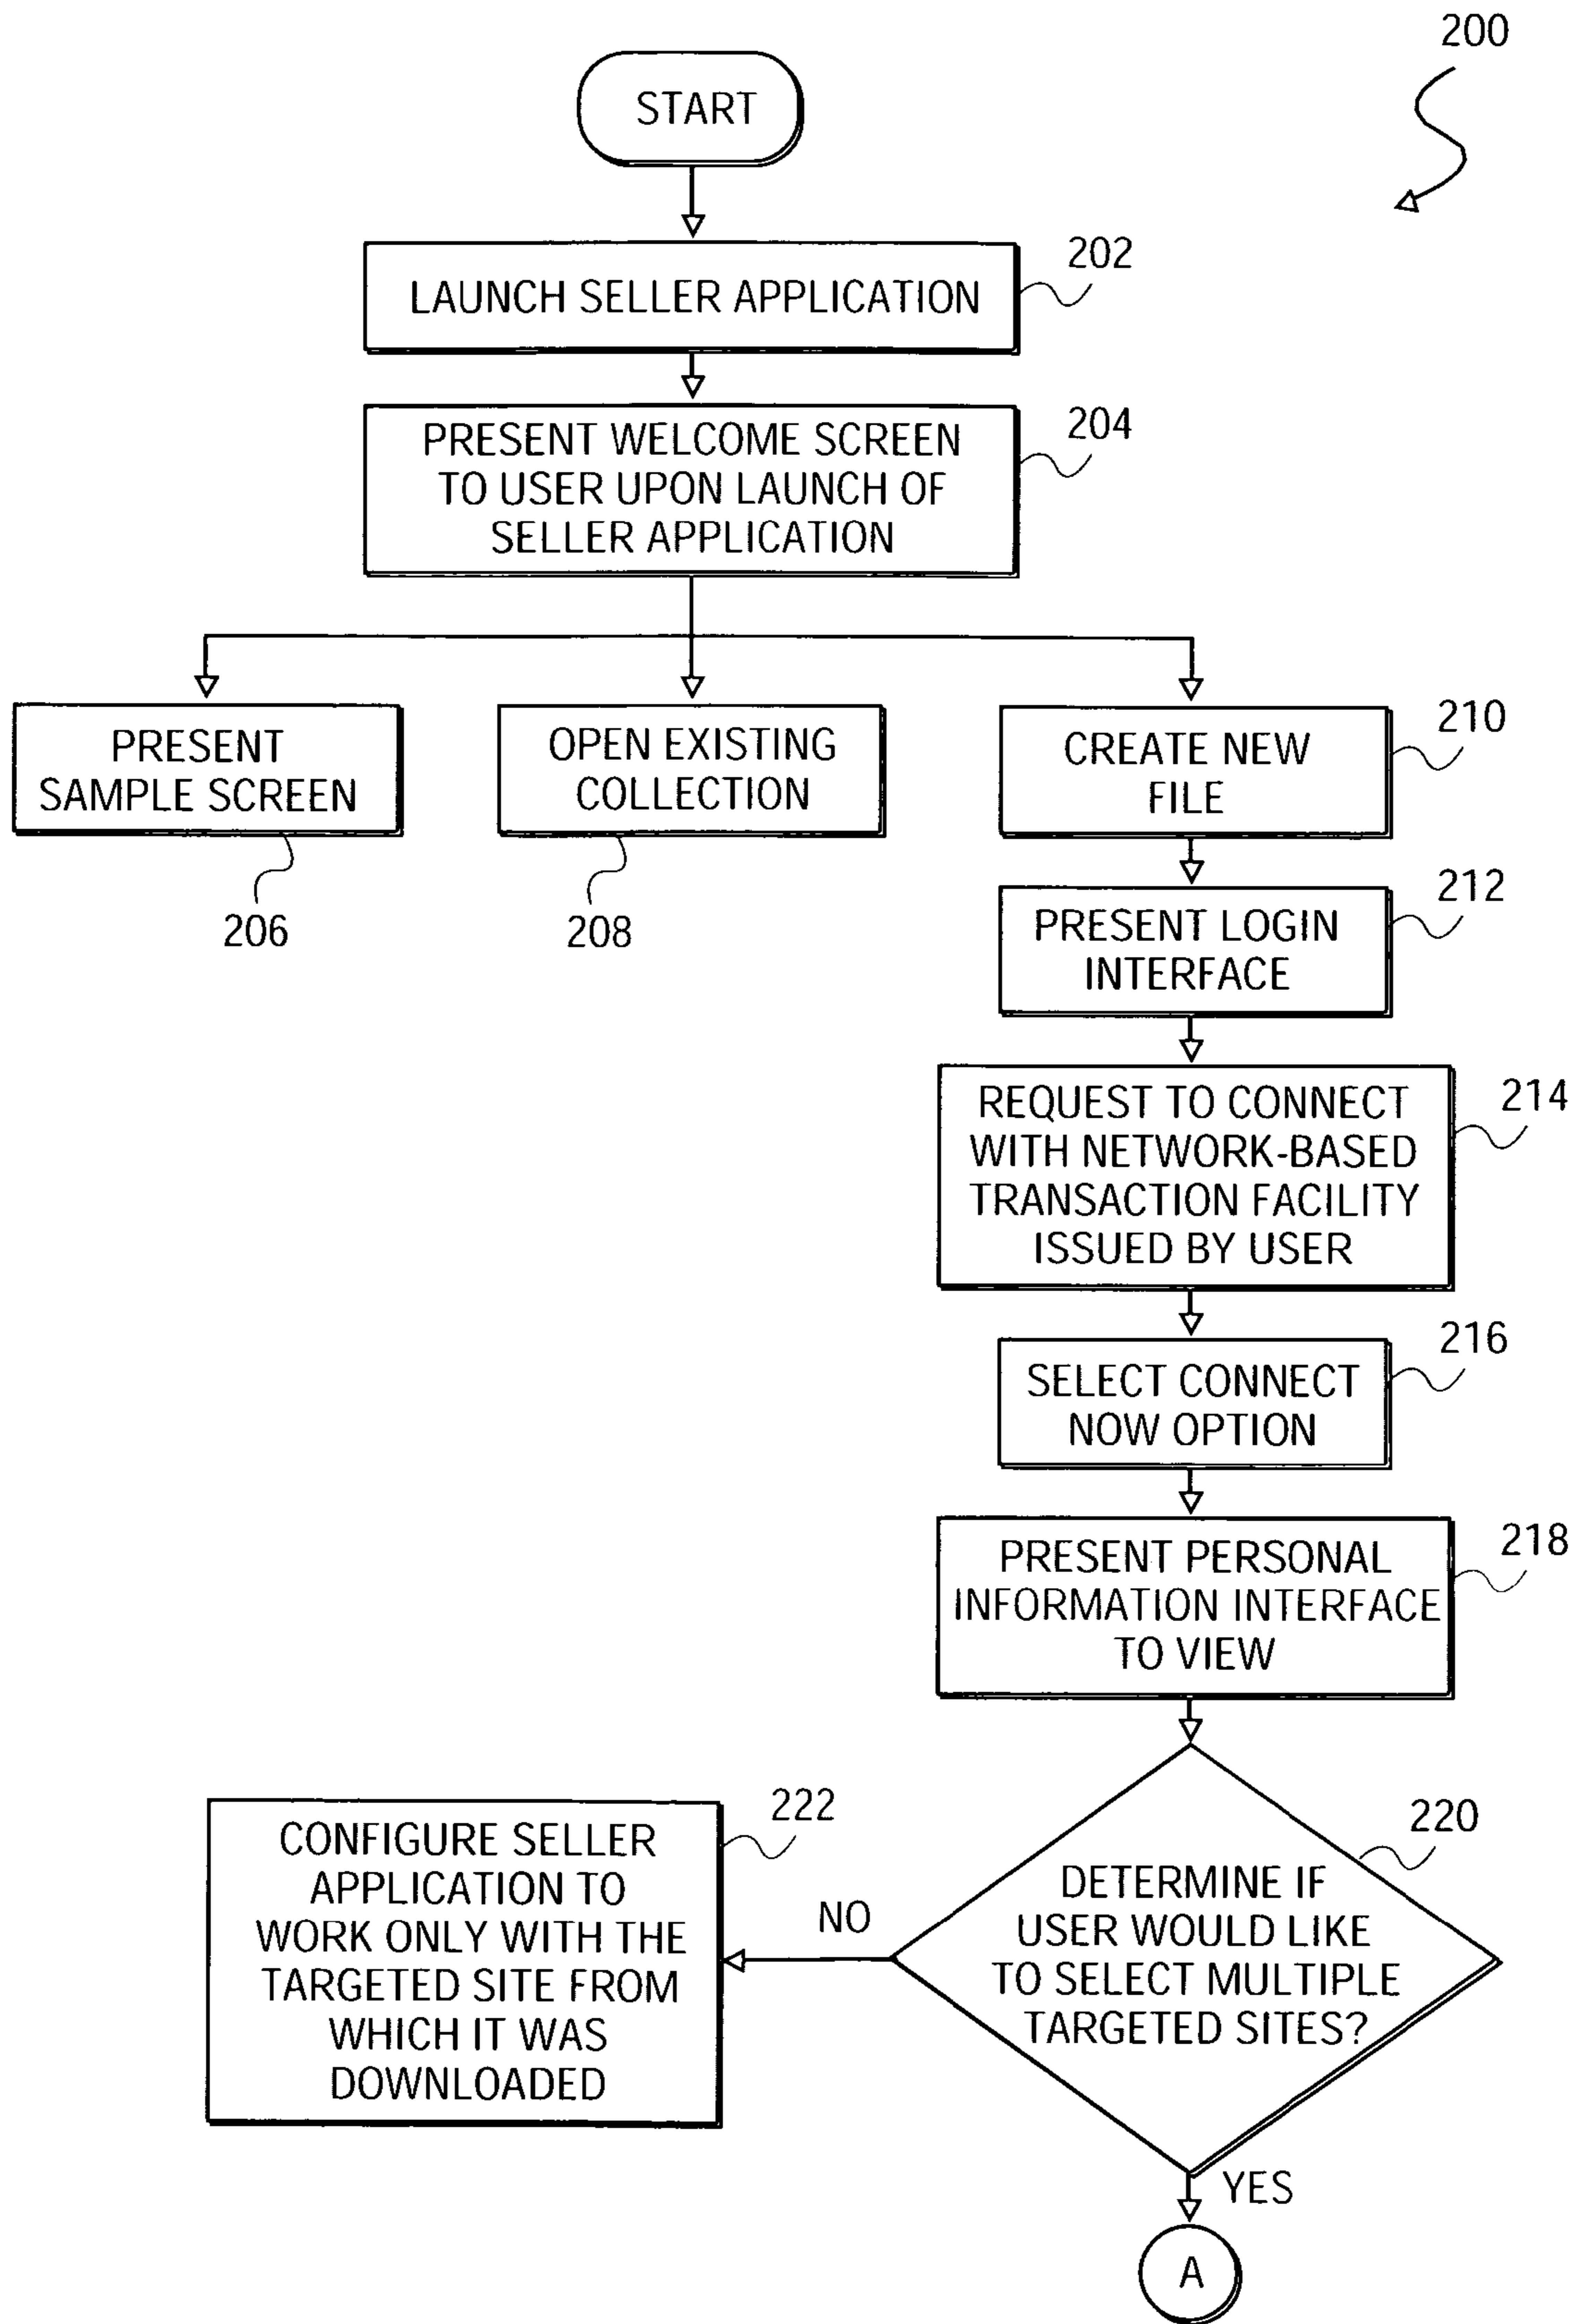 200
START
202
LAUNCH SELLER APPLICATION
204
PRESENT WELCOME SCREEN
TO USER UPON LAUNCH OF
SELLER APPLICATION
PRESENT
SAMPLE SCREEN
206
OPEN EXISTING
COLLECTION
208
210
CREATE NEW
FILE
212
PRESENT LOGIN
INTERFACE
214
REQUEST TO CONNECT
WITH NETWORK-BASED
TRANSACTION FACILITY
ISSUED BY USER
216
SELECT CONNECT
NOW OPTION
218
PRESENT PERSONAL
INFORMATION INTERFACE
TO VIEW
220
DETERMINE IF
USER WOULD LIKE
TO SELECT MULTIPLE
TARGETED SITES?
NO
222
CONFIGURE SELLER
APPLICATION TO
WORK ONLY WITH THE
TARGETED SITE FROM
WHICH IT WAS
DOWNLOADED
YES
A